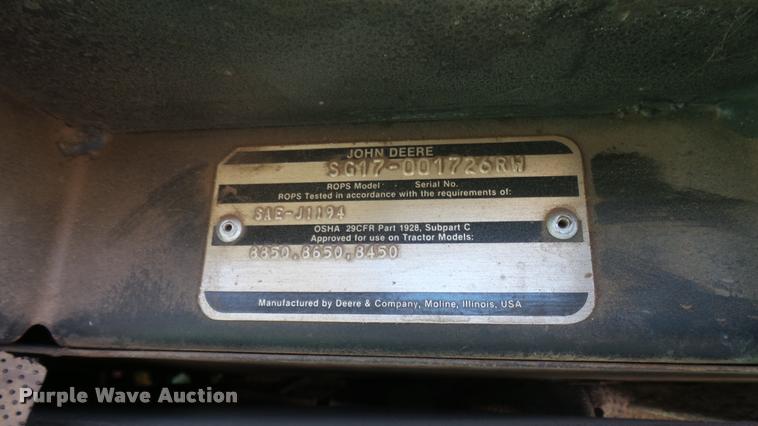 JOHN DEERE
SG17-001726RW
ROPS Model - Serial No.
ROPS Tested in accordance with the requirements of:
SAE-J1194
OSHA 29CFR Part 1928, Subpart C
Approved for use on Tractor Models:
8850,8650,8450
Manufactured by Deere & Company, Moline, Illinois, USA
Purple Wave Auction